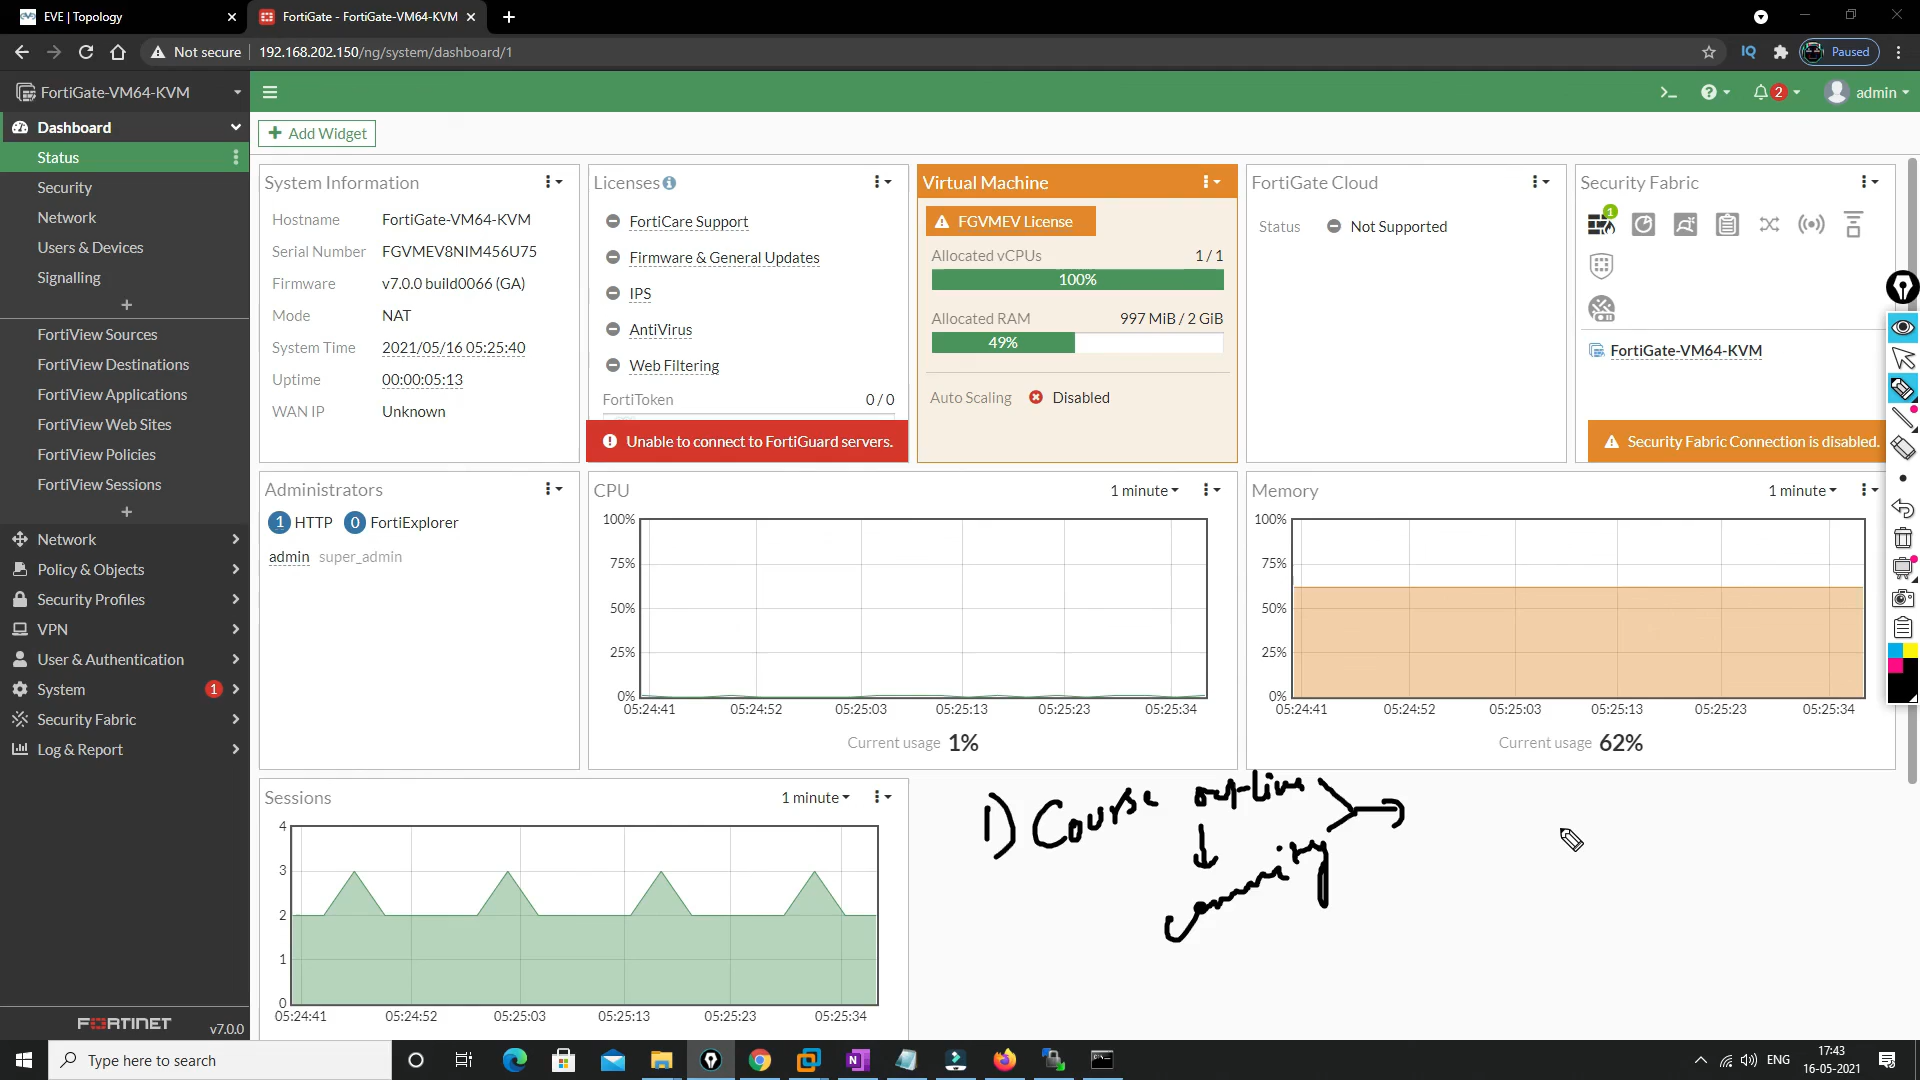 EVE | Topology
FortiGate - FortiGate-VM64-KVM
Not secure
192.168.202.150/ng/system/dashboard/1
IQ
Paused
FortiGate-VM64-KVM
2
admin
Dashboard
Status
Security
Network
Users & Devices
Signalling
+
FortiView Sources
FortiView Destinations
FortiView Applications
FortiView Web Sites
FortiView Policies
FortiView Sessions
+
Network
Policy & Objects
Security Profiles
VPN
User & Authentication
System 1
Security Fabric
Log & Report
FORTINET v7.0.0
+ Add Widget
System Information
Hostname FortiGate-VM64-KVM
Serial Number FGVMEV8NIM456U75
Firmware v7.0.0 build0066 (GA)
Mode NAT
System Time 2021/05/16 05:25:40
Uptime 00:00:05:13
WAN IP Unknown
Licenses
FortiCare Support
Firmware & General Updates
IPS
AntiVirus
Web Filtering
FortiToken 0 / 0
Unable to connect to FortiGuard servers.
Virtual Machine
FGVMEV License
Allocated vCPUs 1 / 1
100%
Allocated RAM 997 MiB / 2 GiB
49%
Auto Scaling Disabled
FortiGate Cloud
Status Not Supported
Security Fabric
1
FortiGate-VM64-KVM
Security Fabric Connection is disabled.
Administrators
1 HTTP 0 FortiExplorer
admin super_admin
CPU 1 minute
100%
75%
50%
25%
0%
05:24:41 05:24:52 05:25:03 05:25:13 05:25:23 05:25:34
Current usage 1%
Memory 1 minute
100%
75%
50%
25%
0%
05:24:41 05:24:52 05:25:03 05:25:13 05:25:23 05:25:34
Current usage 62%
Sessions 1 minute
4
3
2
1
0
05:24:41 05:24:52 05:25:03 05:25:13 05:25:23 05:25:34
1) Course out-line
Type here to search
ENG
17:43
16-05-2021